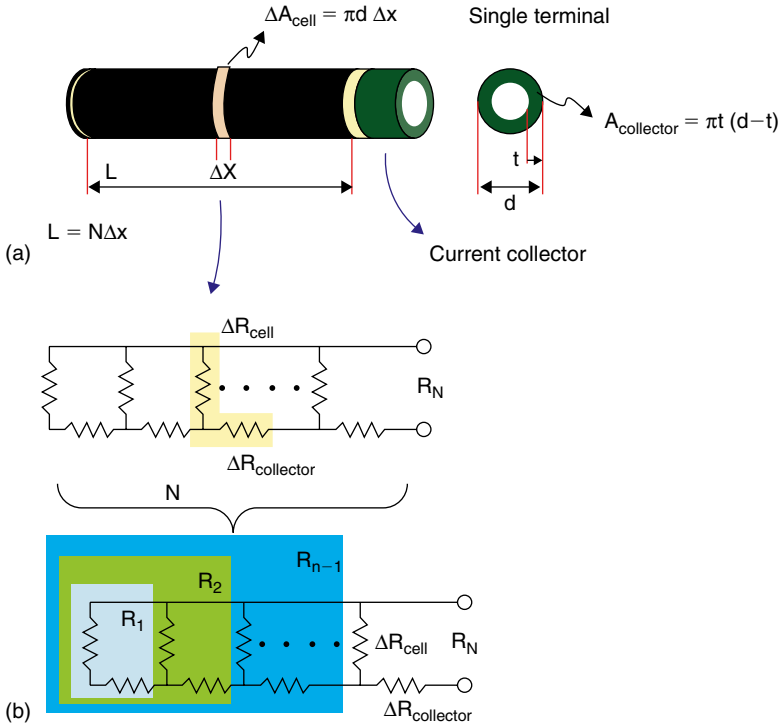 ΔA_cell = πd Δx
Single terminal
A_collector = πt (d–t)
t
L
ΔX
d
L = NΔx
Current collector
(a)
ΔR_cell
R_N
ΔR_collector
N
R_n−1
R_2
R_1
ΔR_cell
R_N
ΔR_collector
(b)